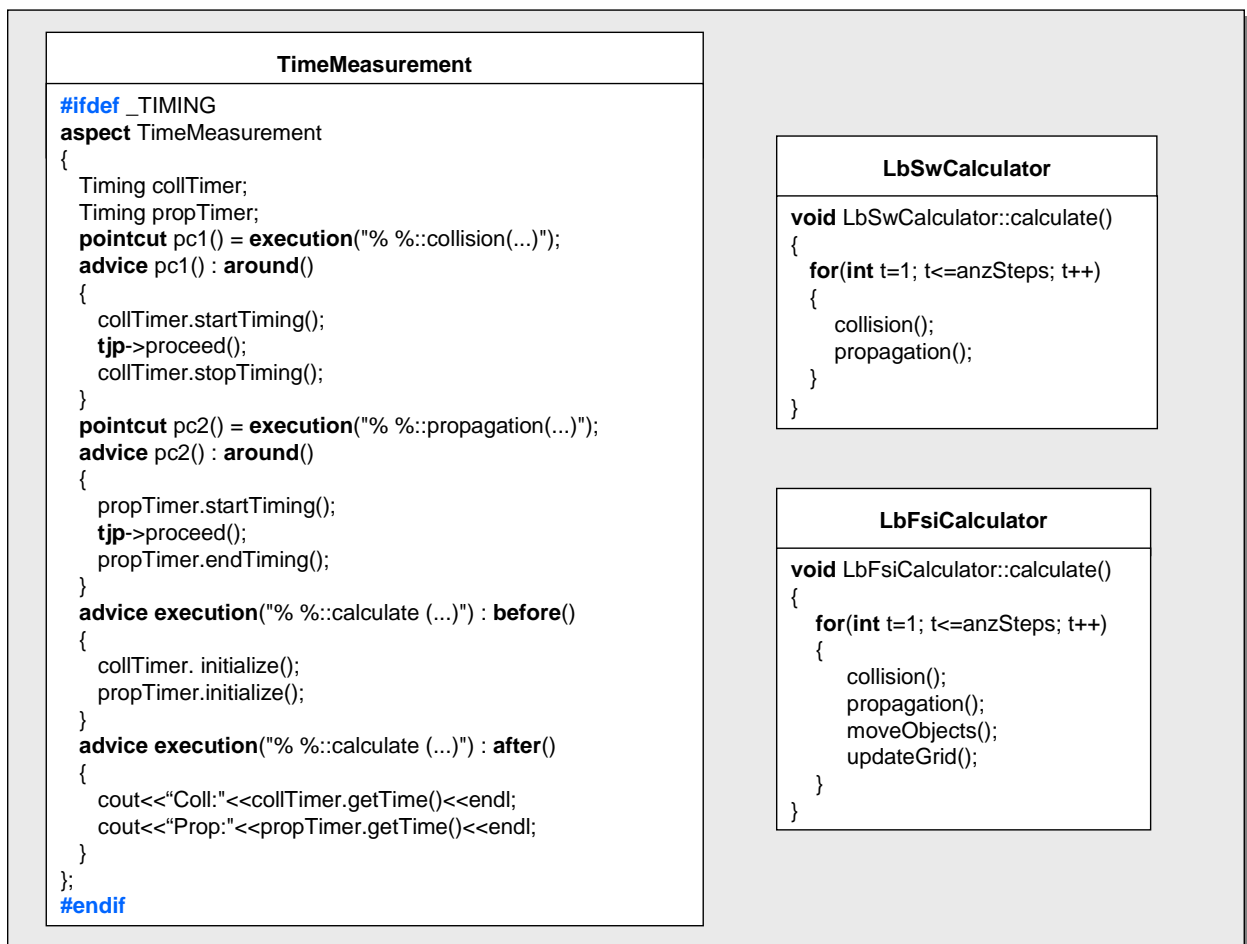 TimeMeasurement
#ifdef _TIMING
aspect TimeMeasurement
{
Timing collTimer;
Timing propTimer;
pointcut pc1() = execution("% %::collision(...)");
advice pc1() : around()
{
collTimer.startTiming();
tjp->proceed();
collTimer.stopTiming();
}
pointcut pc2() = execution("% %::propagation(...)");
advice pc2() : around()
{
propTimer.startTiming();
tjp->proceed();
propTimer.endTiming();
}
advice execution("% %::calculate (...)") : before()
{
collTimer. initialize();
propTimer.initialize();
}
advice execution("% %::calculate (...)") : after()
{
cout<<“Coll:"<<collTimer.getTime()<<endl;
cout<<“Prop:"<<propTimer.getTime()<<endl;
}
};
#endif
LbSwCalculator
void LbSwCalculator::calculate()
{
for(int t=1; t<=anzSteps; t++)
{
collision();
propagation();
}
}
LbFsiCalculator
void LbFsiCalculator::calculate()
{
for(int t=1; t<=anzSteps; t++)
{
collision();
propagation();
moveObjects();
updateGrid();
}
}